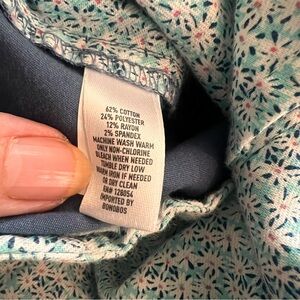 62% COTTON
24% POLYESTER
12% RAYON
2% SPANDEX
MACHINE WASH WARM
ONLY NON-CHLORINE
BLEACH WHEN NEEDED
TUMBLE DRY LOW
WARM IRON IF NEEDED
OR DRY CLEAN
RN# 128054
IMPORTED BY
BONOBOS